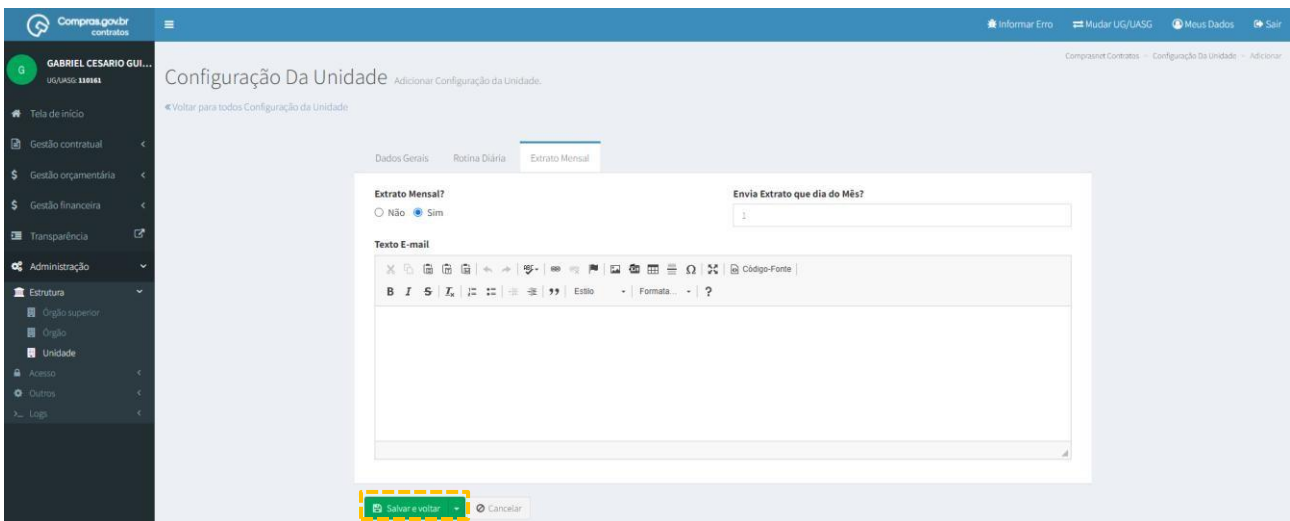 Compras.gov.br
contratos
Informar Erro
Mudar UG/UASG
Meus Dados
Sair
G
GABRIEL CESARIO GUI...
UG/UASG: 110161
Comprasnet Contratos
Configuração Da Unidade
Adicionar
Configuração Da Unidade Adicionar Configuração da Unidade.
«Voltar para todos Configuração da Unidade
Tela de início
Gestão contratual
Gestão orçamentária
Gestão financeira
Transparência
Administração
Estrutura
Órgão superior
Órgão
Unidade
Acesso
Outros
Logs
Dados Gerais
Rotina Diária
Extrato Mensal
Extrato Mensal?
Não Sim
Envia Extrato que dia do Mês?
1
Texto E-mail
Código-Fonte
B I S Ix
Estilo
Formata...
?
Salvar e voltar
Cancelar